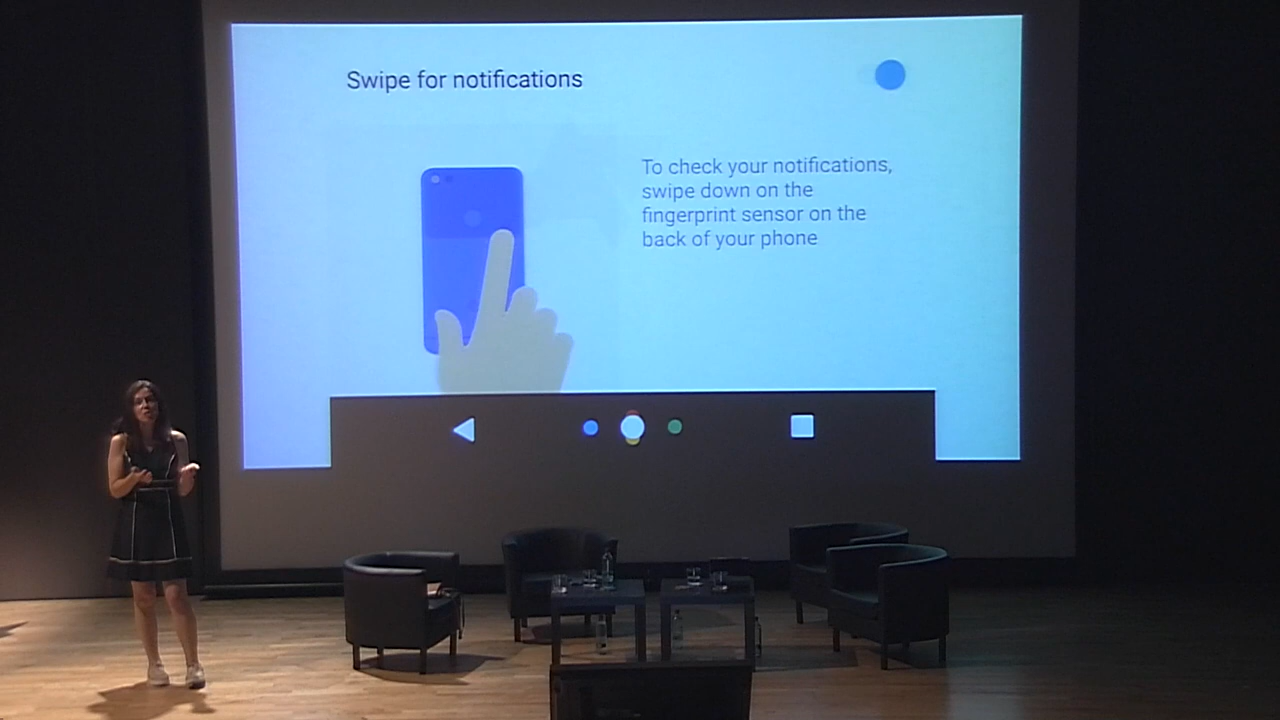 Swipe for notifications
To check your notifications,
swipe down on the
fingerprint sensor on the
back of your phone